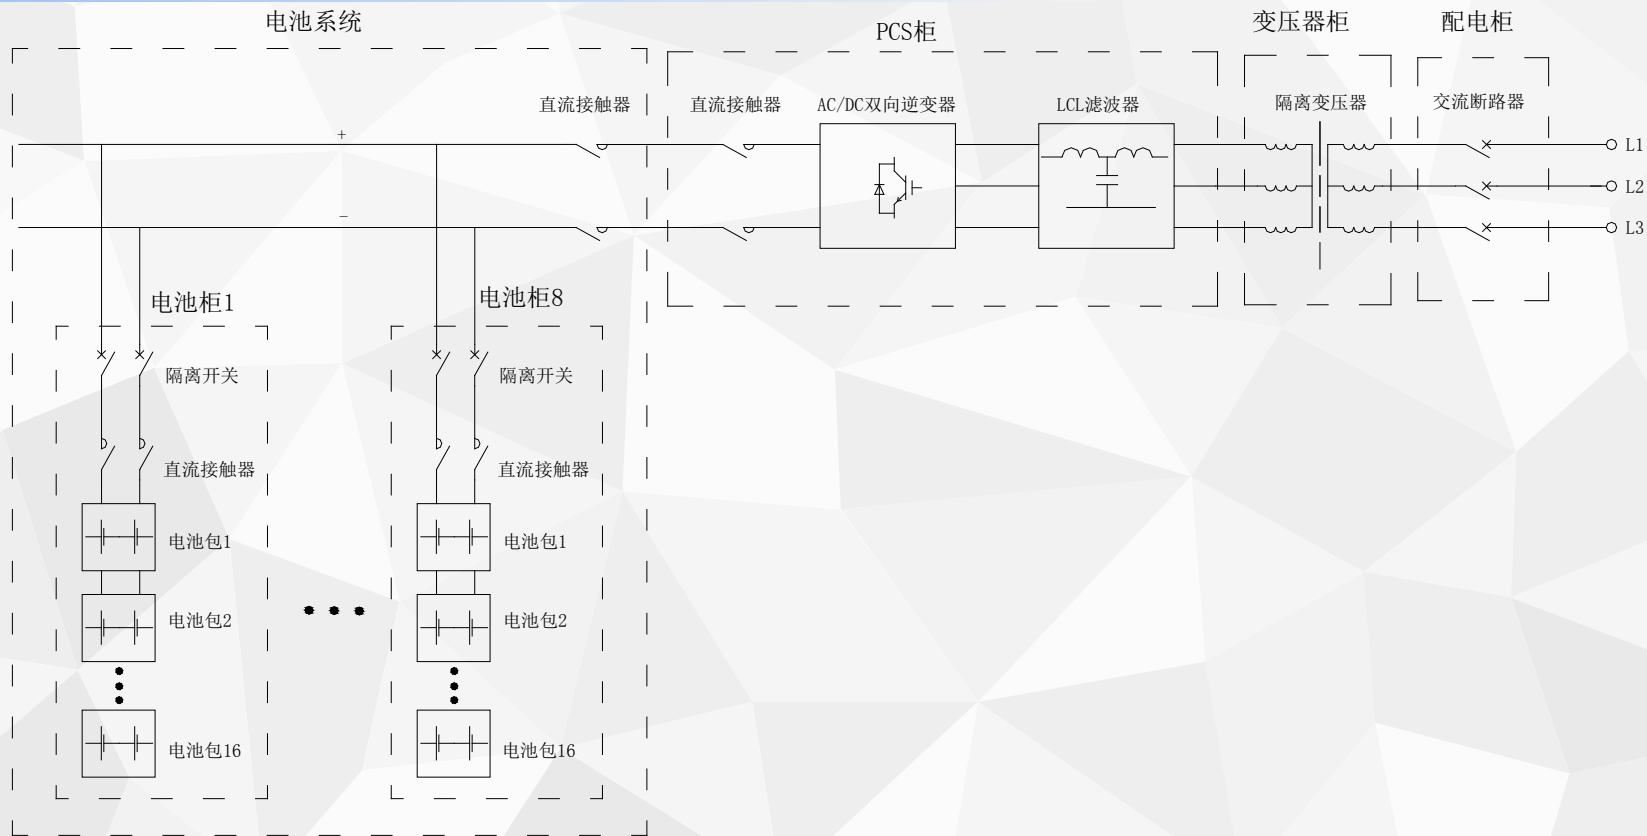 电池系统
PCS柜
变压器柜
配电柜
直流接触器
直流接触器
AC/DC双向逆变器
LCL滤波器
隔离变压器
交流断路器
+
−
L1
L2
L3
电池柜1
电池柜8
隔离开关
隔离开关
直流接触器
直流接触器
电池包1
电池包1
电池包2
电池包2
电池包16
电池包16